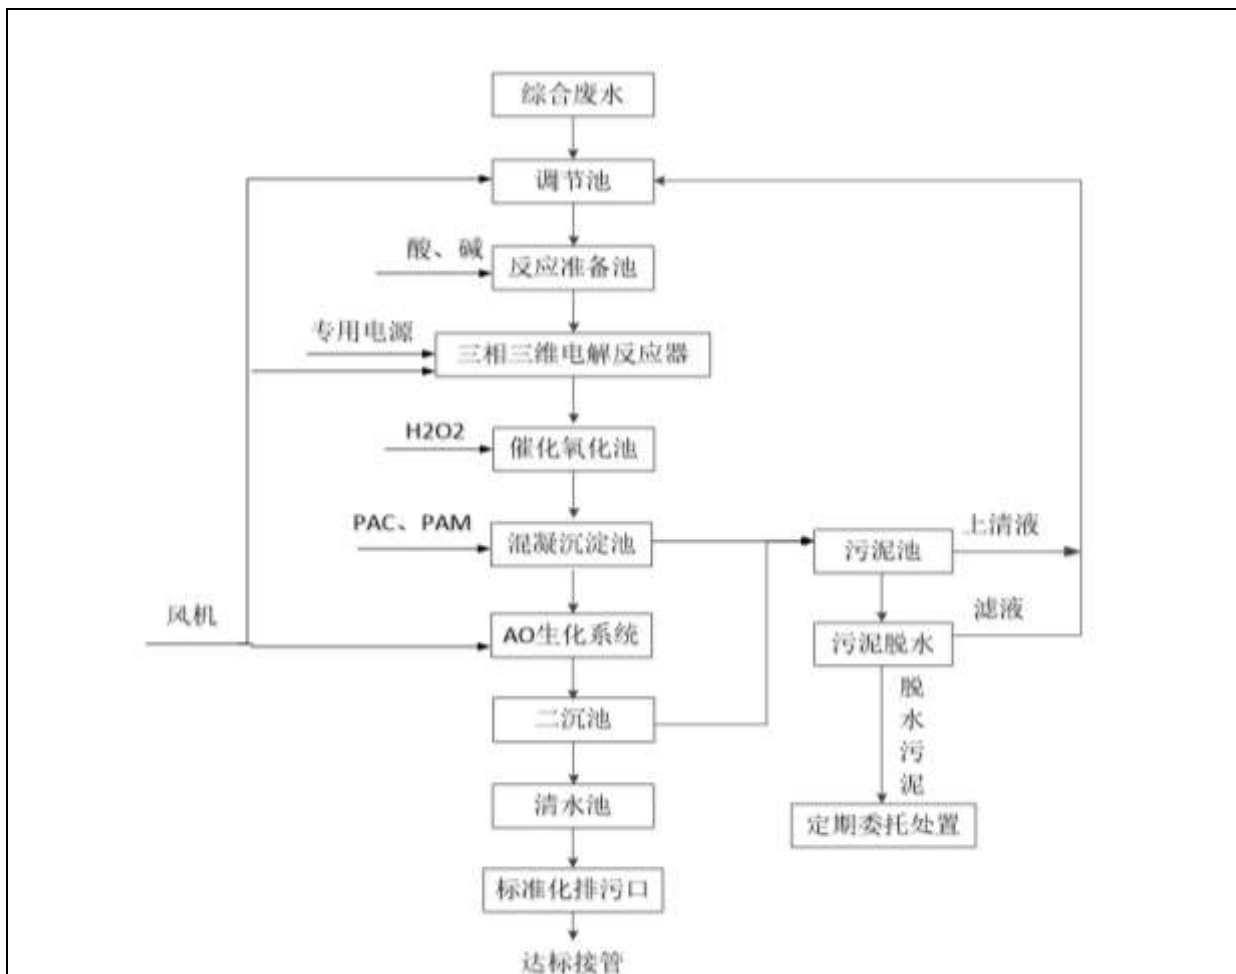 综合废水
调节池
酸、碱
反应准备池
专用电源
三相三维电解反应器
H2O2
催化氧化池
PAC、PAM
混凝沉淀池
污泥池
上清液
风机
AO生化系统
污泥脱水
滤液
二沉池
脱水污泥
清水池
定期委托处置
标准化排污口
达标接管